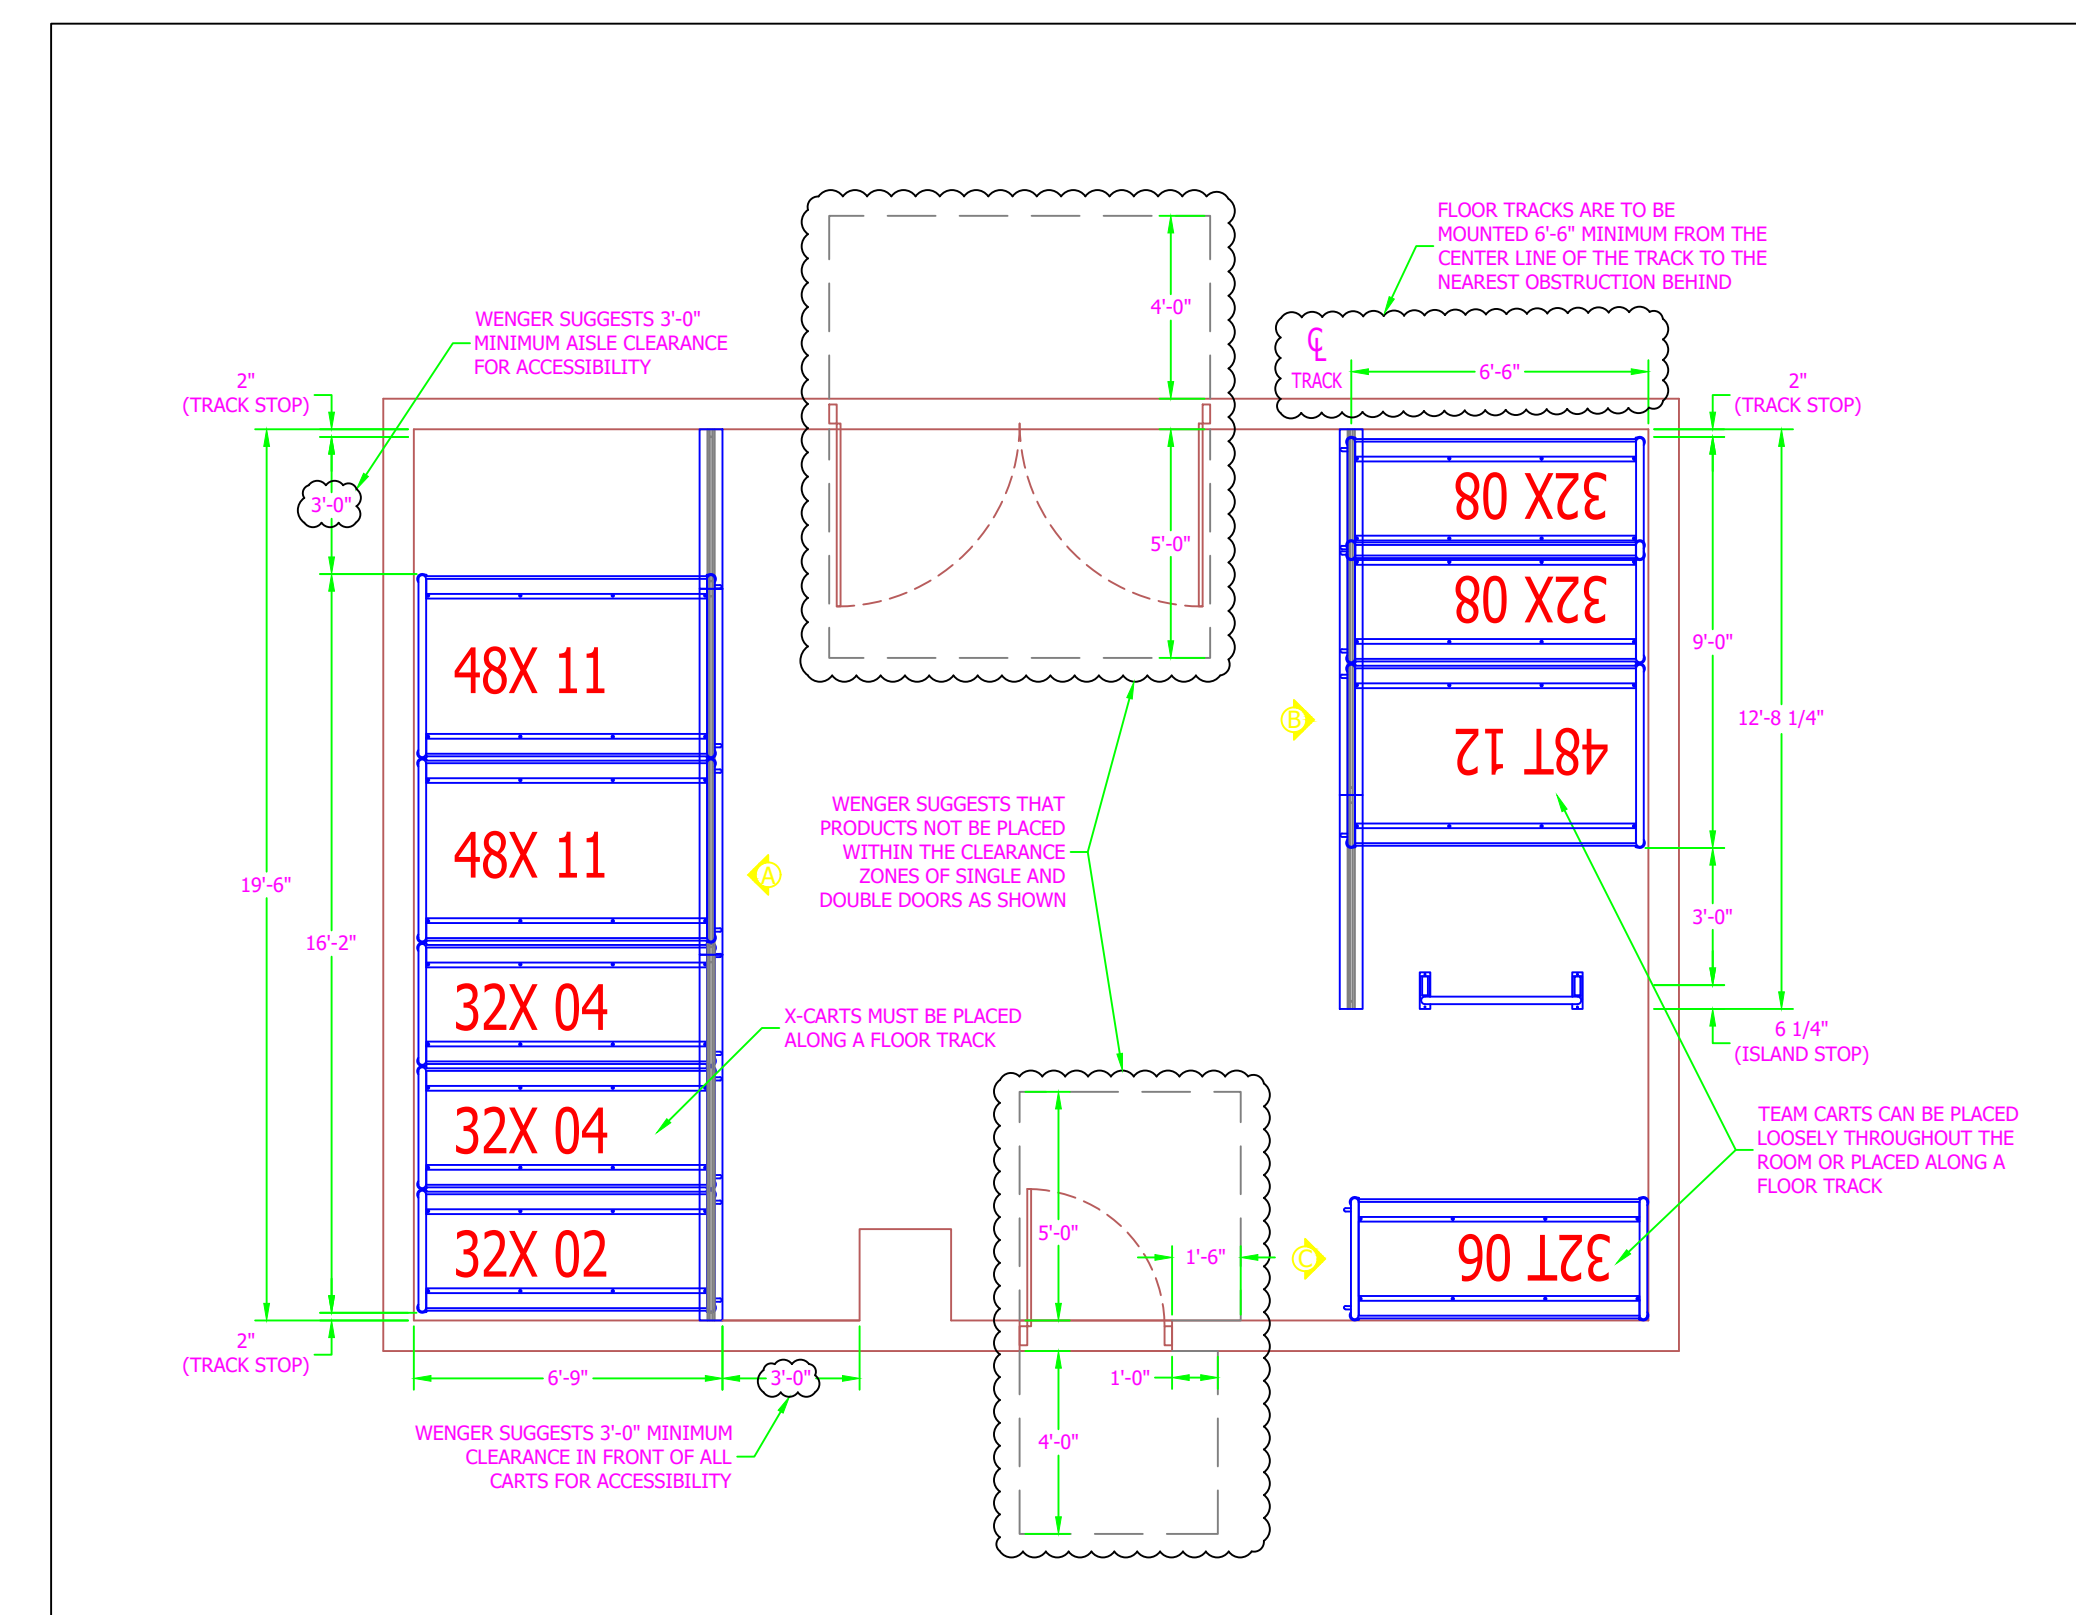 FLOOR TRACKS ARE TO BE
MOUNTED 6'-6" MINIMUM FROM THE
CENTER LINE OF THE TRACK TO THE
NEAREST OBSTRUCTION BEHIND
4'-0"
WENGER SUGGESTS 3'-0"
MINIMUM AISLE CLEARANCE
FOR ACCESSIBILITY
CL
TRACK
6'-6"
2"
(TRACK STOP)
2"
(TRACK STOP)
3'-0"
5'-0"
32X 08
32X 08
9'-0"
48X 11
B
48T 12
12'-8 1/4"
WENGER SUGGESTS THAT
PRODUCTS NOT BE PLACED
WITHIN THE CLEARANCE
ZONES OF SINGLE AND
DOUBLE DOORS AS SHOWN
48X 11
A
19'-6"
16'-2"
3'-0"
32X 04
X-CARTS MUST BE PLACED
ALONG A FLOOR TRACK
6 1/4"
(ISLAND STOP)
32X 04
TEAM CARTS CAN BE PLACED
LOOSELY THROUGHOUT THE
ROOM OR PLACED ALONG A
FLOOR TRACK
32X 02
5'-0"
1'-6"
C
32T 06
2"
(TRACK STOP)
6'-9"
3'-0"
1'-0"
4'-0"
WENGER SUGGESTS 3'-0" MINIMUM
CLEARANCE IN FRONT OF ALL
CARTS FOR ACCESSIBILITY